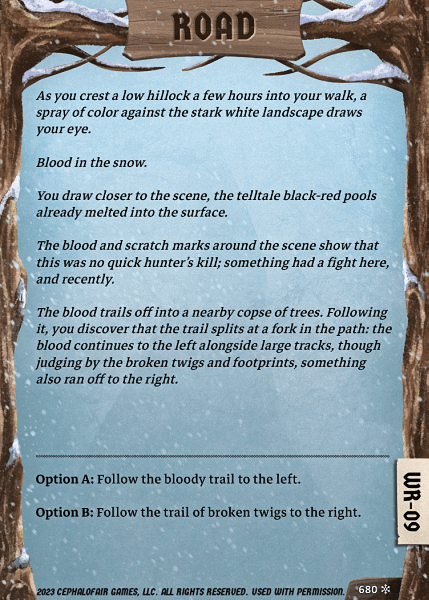 ROAD
As you crest a low hillock a few hours into your walk, a
spray of color against the stark white landscape draws
your eye.
Blood in the snow.
You draw closer to the scene, the telltale black-red pools
already melted into the surface.
The blood and scratch marks around the scene show that
this was no quick hunter's kill; something had a fight here,
and recently.
The blood trails off into a nearby copse of trees. Following
it, you discover that the trail splits at a fork in the path: the
blood continues to the left alongside large tracks, though
judging by the broken twigs and footprints, something
also ran off to the right.
Option A: Follow the bloody trail to the left.
Option B: Follow the trail of broken twigs to the right.
WR-09
2023 CEPHALOFAIR GAMES, LLC. ALL RIGHTS RESERVED. USED WITH PERMISSION.
680